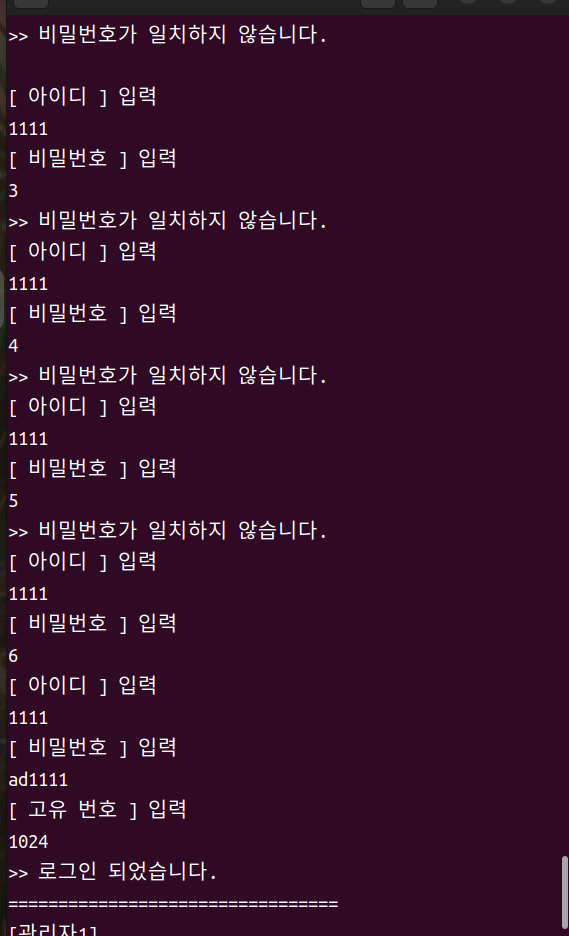 >> 비밀번호가 일치하지 않습니다.
[ 아이디 ] 입력
1111
[ 비밀번호 ] 입력
3
>> 비밀번호가 일치하지 않습니다.
[ 아이디 ] 입력
1111
[ 비밀번호 ] 입력
4
>> 비밀번호가 일치하지 않습니다.
[ 아이디 ] 입력
1111
[ 비밀번호 ] 입력
5
>> 비밀번호가 일치하지 않습니다.
[ 아이디 ] 입력
1111
[ 비밀번호 ] 입력
6
[ 아이디 ] 입력
1111
[ 비밀번호 ] 입력
ad1111
[ 고유 번호 ] 입력
1024
>> 로그인 되었습니다.
=================================
[관리자1]